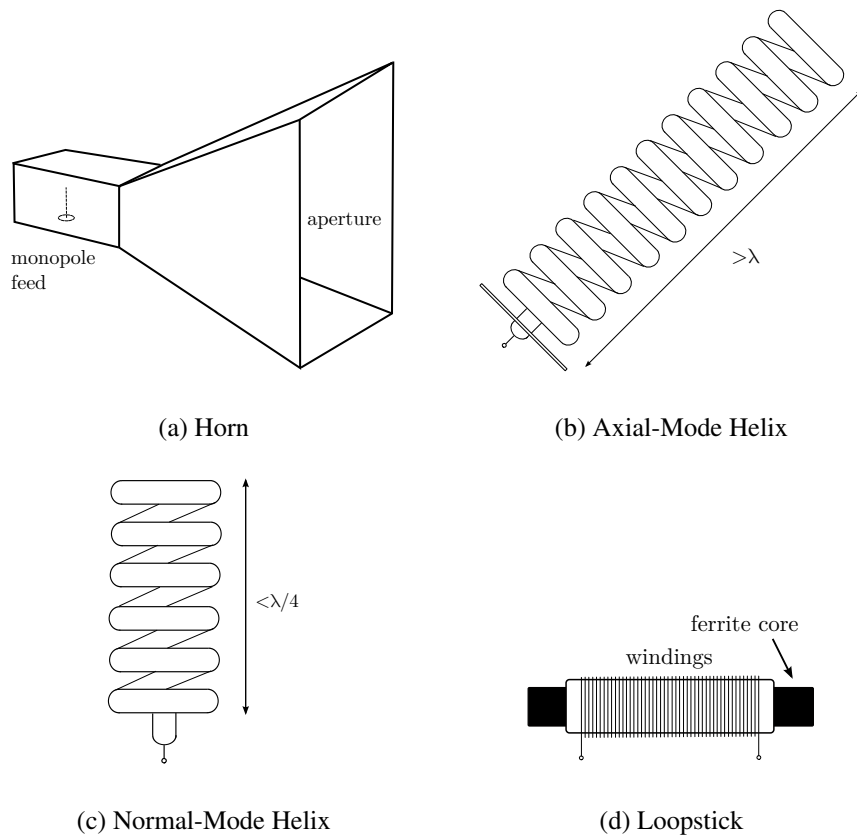 aperture
monopole
feed
>λ
(a) Horn
(b) Axial-Mode Helix
<λ/4
ferrite core
windings
(c) Normal-Mode Helix
(d) Loopstick